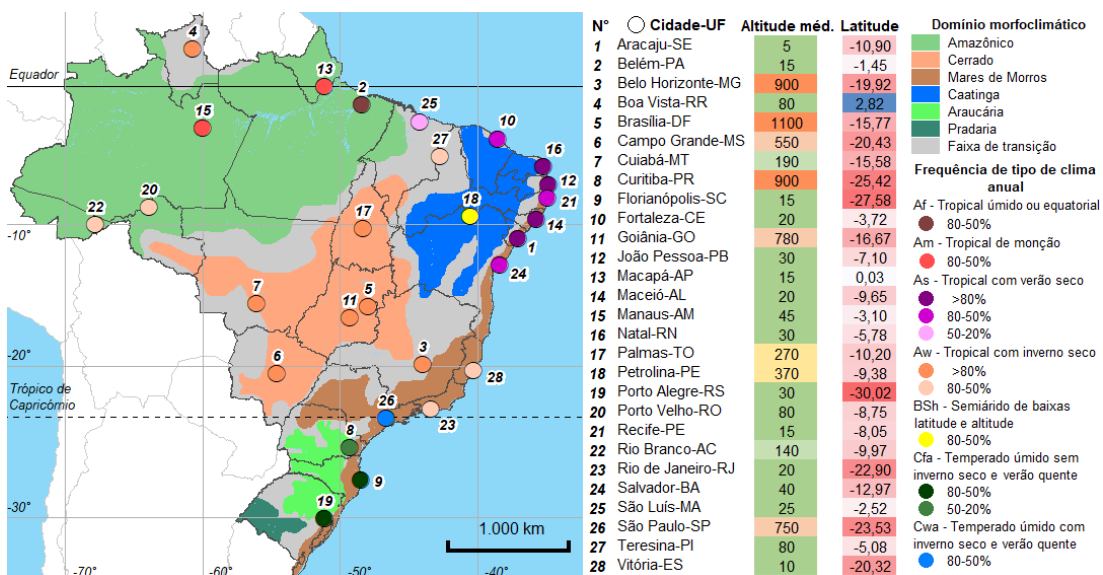 4
Equador
13
2
15
25
10
27
16
12
20
18
21
22
17
14
-10°
1
24
7
11
5
-20°
6
3
28
Trópico de
Capricórnio
26
23
8
9
-30°
19
1.000 km
-70°
-60°
-50°
-40°
N° Cidade-UF Altitude méd. Latitude
1 Aracaju-SE 5 -10,90
2 Belém-PA 15 -1,45
3 Belo Horizonte-MG 900 -19,92
4 Boa Vista-RR 80 2,82
5 Brasília-DF 1100 -15,77
6 Campo Grande-MS 550 -20,43
7 Cuiabá-MT 190 -15,58
8 Curitiba-PR 900 -25,42
9 Florianópolis-SC 15 -27,58
10 Fortaleza-CE 20 -3,72
11 Goiânia-GO 780 -16,67
12 João Pessoa-PB 30 -7,10
13 Macapá-AP 15 0,03
14 Maceió-AL 20 -9,65
15 Manaus-AM 45 -3,10
16 Natal-RN 30 -5,78
17 Palmas-TO 270 -10,20
18 Petrolina-PE 370 -9,38
19 Porto Alegre-RS 30 -30,02
20 Porto Velho-RO 80 -8,75
21 Recife-PE 15 -8,05
22 Rio Branco-AC 140 -9,97
23 Rio de Janeiro-RJ 20 -22,90
24 Salvador-BA 40 -12,97
25 São Luís-MA 25 -2,52
26 São Paulo-SP 750 -23,53
27 Teresina-PI 80 -5,08
28 Vitória-ES 10 -20,32
Domínio morfoclimático
Amazônico
Cerrado
Mares de Morros
Caatinga
Araucária
Pradaria
Faixa de transição
Frequência de tipo de clima
anual
Af - Tropical úmido ou equatorial
80-50%
Am - Tropical de monção
80-50%
As - Tropical com verão seco
>80%
80-50%
50-20%
Aw - Tropical com inverno seco
>80%
80-50%
BSh - Semiárido de baixas
latitude e altitude
80-50%
Cfa - Temperado úmido sem
inverno seco e verão quente
80-50%
50-20%
Cwa - Temperado úmido com
inverno seco e verão quente
80-50%